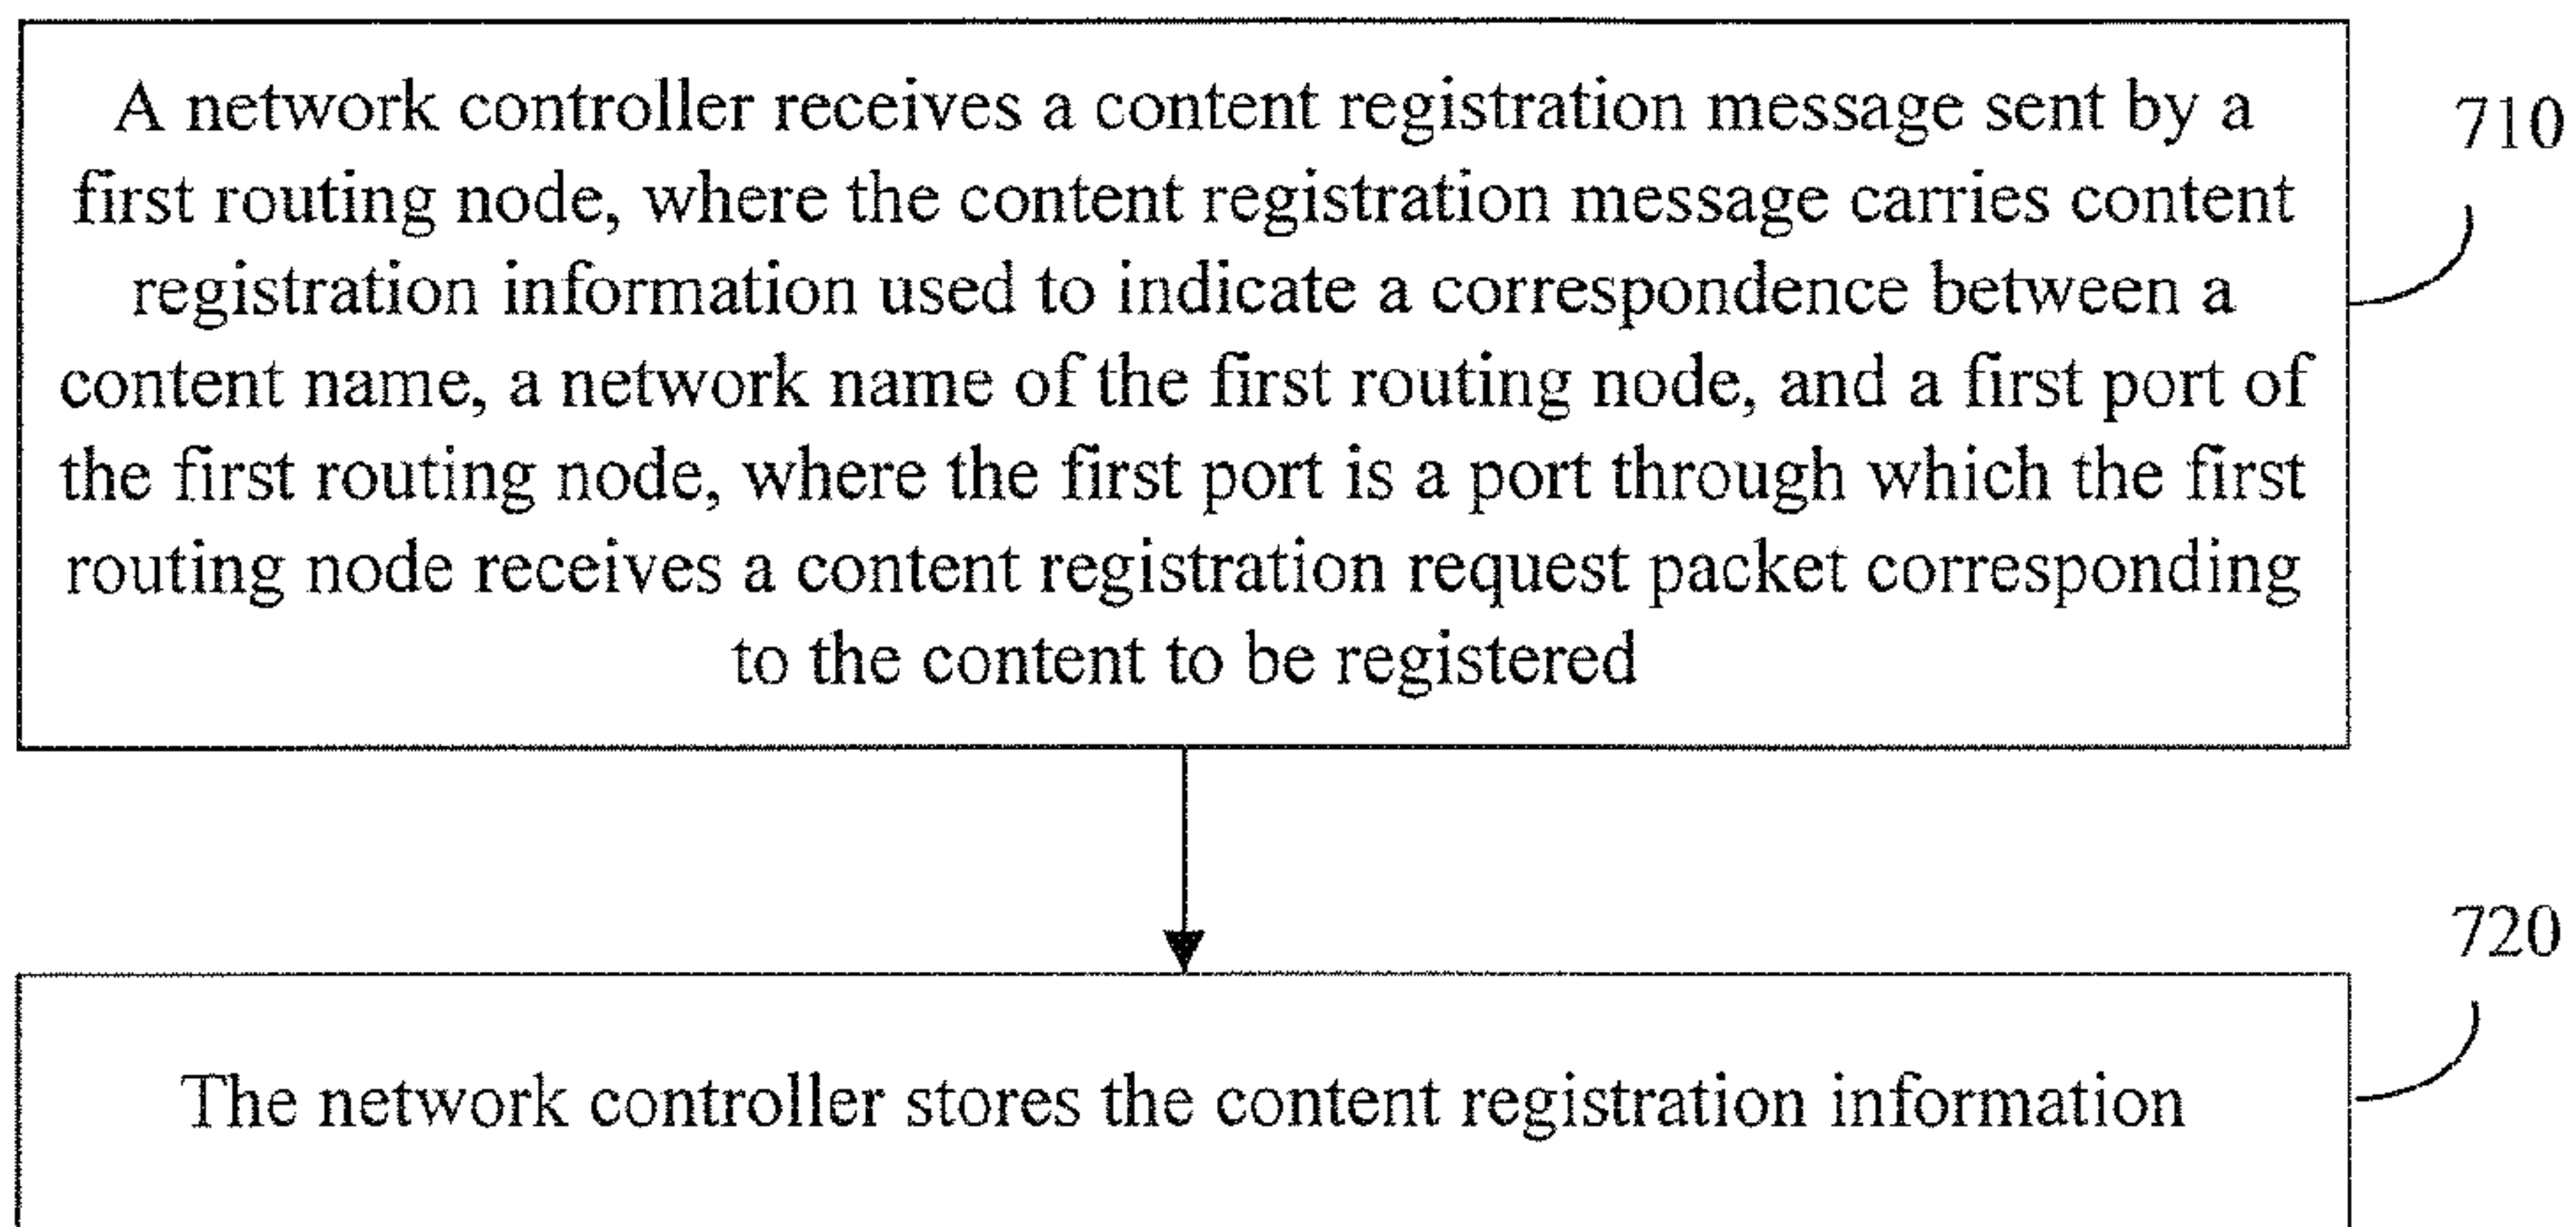 A network controller receives a content registration message sent by a
first routing node, where the content registration message carries content
registration information used to indicate a correspondence between a
content name, a network name of the first routing node, and a first port of
the first routing node, where the first port is a port through which the first
routing node receives a content registration request packet corresponding
to the content to be registered
710
720
The network controller stores the content registration information